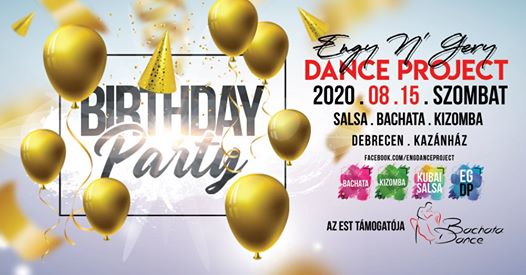 BIRTHDAY
Party
Engy N' Gery
DANCE PROJECT
2020.08.15.SZOMBAT
SALSA.BACHATA.KIZOMBA
DEBRECEN.KAZÁNHÁZ
FACEBOOK.COM/ENGDANCEPROJECT
BACHATA
KIZOMBA
KUBAI
SALSA
EG
DP
AZ EST TÁMOGATÓJA
Bachata
Dance